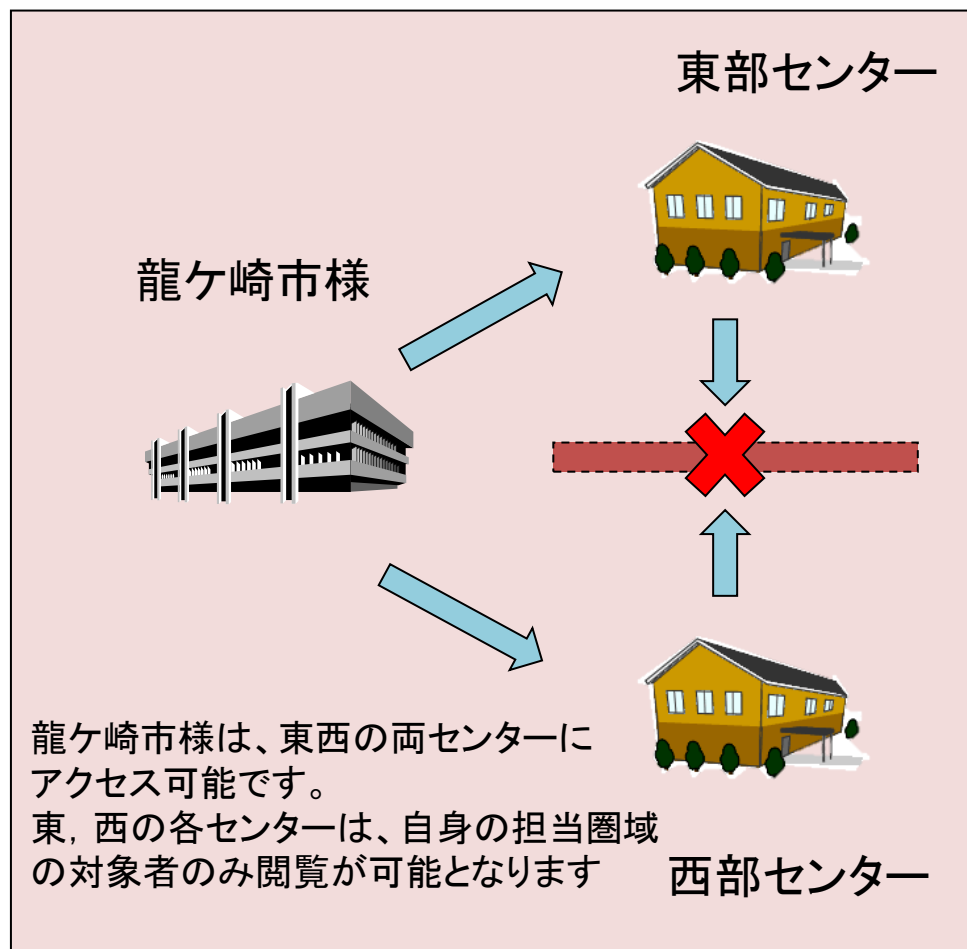 東部センター
龍ケ崎市様
龍ケ崎市様は、東西の両センターに
アクセス可能です。
東，西の各センターは、自身の担当圏域
の対象者のみ閲覧が可能となります
西部センター